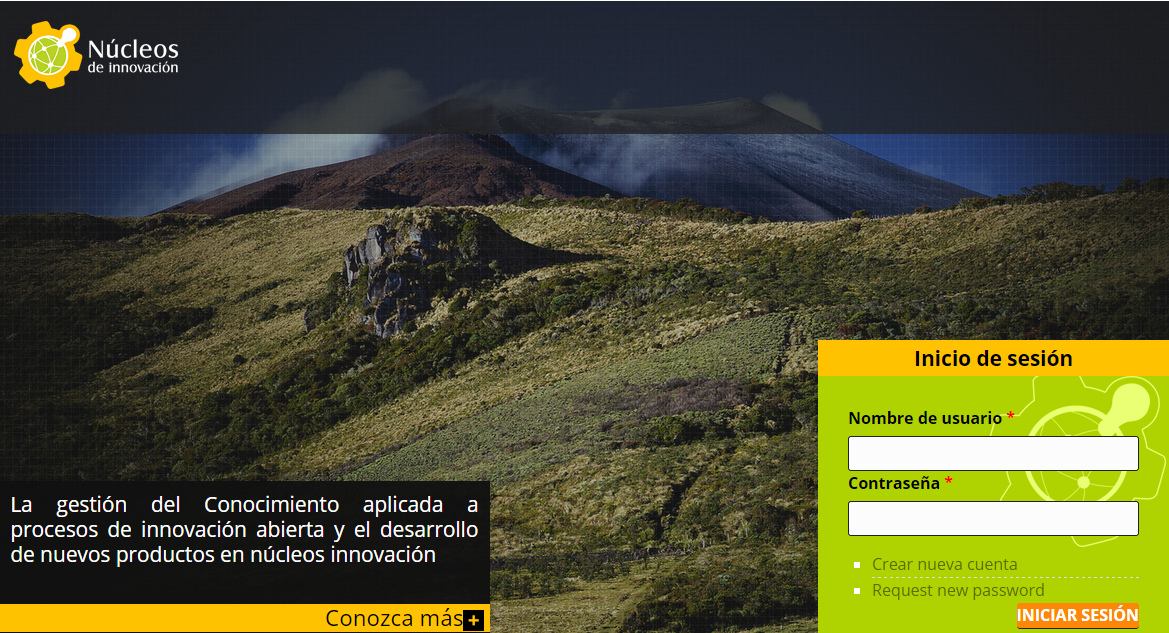 Núcleos
de innovación
Inicio de sesión
Nombre de usuario *
Contraseña *
Crear nueva cuenta
Request new password
INICIAR SESIÓN
La gestión del Conocimiento aplicada a
procesos de innovación abierta y el desarrollo
de nuevos productos en núcleos innovación
Conozca más+